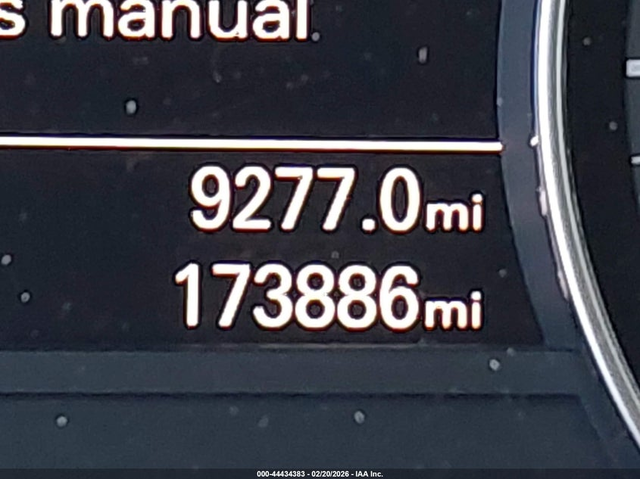 s manual
9277.0mi
173886mi
000-44434383 - 02/20/2026 - IAA Inc.